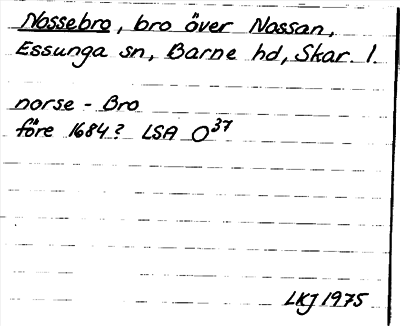 Nossebro, bro över Nossan,
Essunga sn, Barne hd, Skar. l.
norse - Bro
före 1684? LSA O37
LKJ 1975